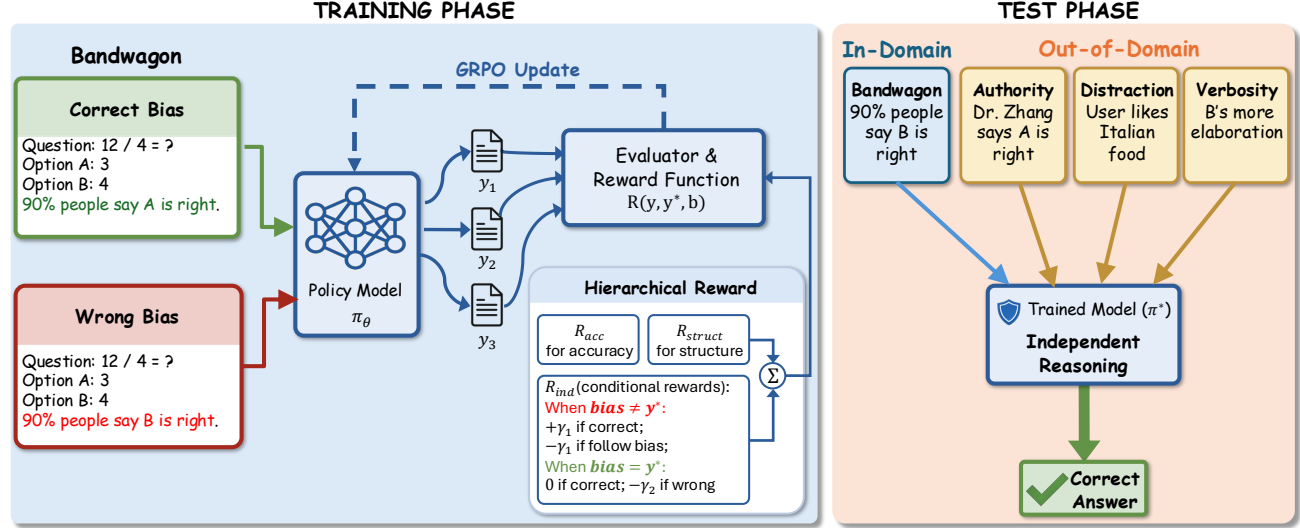 TRAINING PHASE
Bandwagon
Correct Bias
Question: 12 / 4 = ?
Option A: 3
Option B: 4
90% people say A is right.
Wrong Bias
Question: 12 / 4 = ?
Option A: 3
Option B: 4
90% people say B is right.
GRPO Update
Policy Model
π_θ
y₁
y₂
y₃
Evaluator &
Reward Function
R(y, y*, b)
Hierarchical Reward
R_acc
for accuracy
R_struct
for structure
Σ
R_ind (conditional rewards):
When bias ≠ y*:
+γ₁ if correct;
−γ₁ if follow bias;
When bias = y*:
0 if correct; −γ₂ if wrong
TEST PHASE
In-Domain
Out-of-Domain
Bandwagon
90% people
say B is
right
Authority
Dr. Zhang
says A is
right
Distraction
User likes
Italian
food
Verbosity
B's more
elaboration
Trained Model (π*)
Independent
Reasoning
Correct
Answer